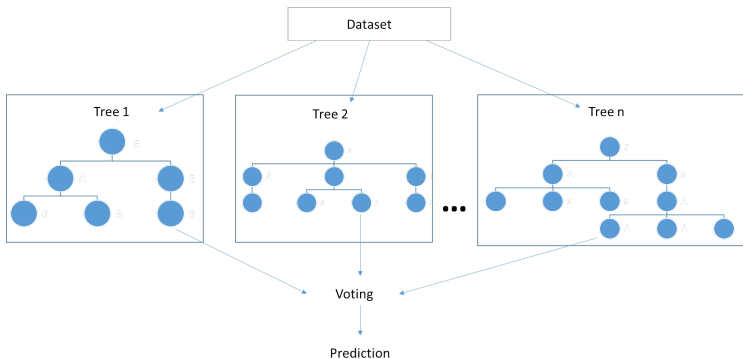 Dataset
Tree 1
Tree 2
Tree n
...
Voting
Prediction